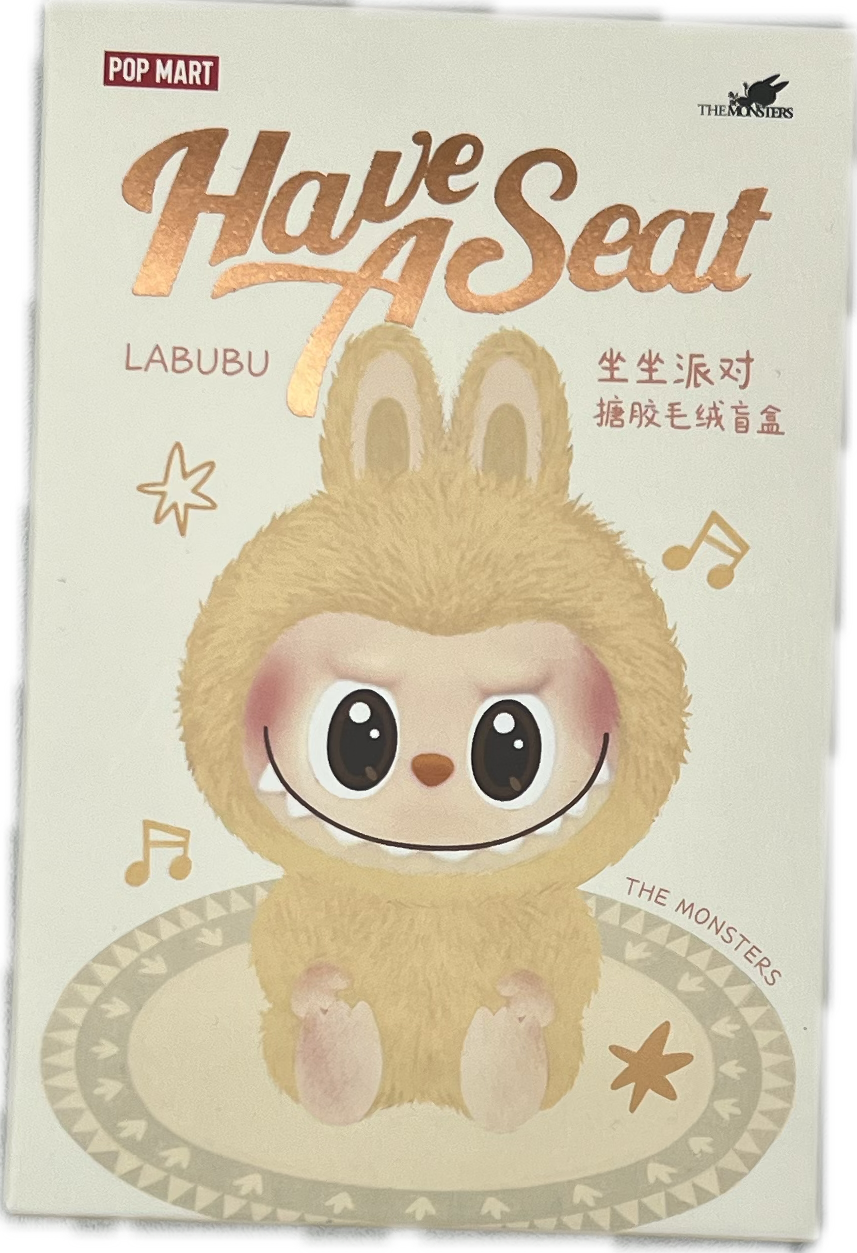 POP MART
THE MONSTERS
Have
A Seat
LABUBU
坐坐派对
搪胶毛绒盲盒
THE MONSTERS